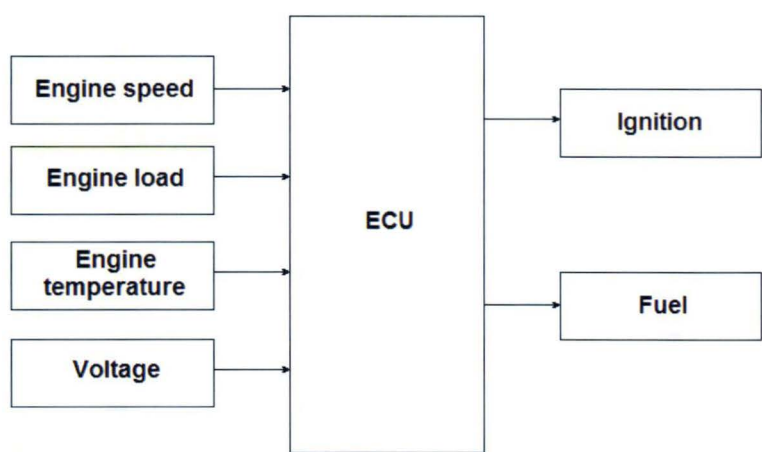 Engine speed
Engine load
Engine
temperature
Voltage
ECU
Ignition
Fuel